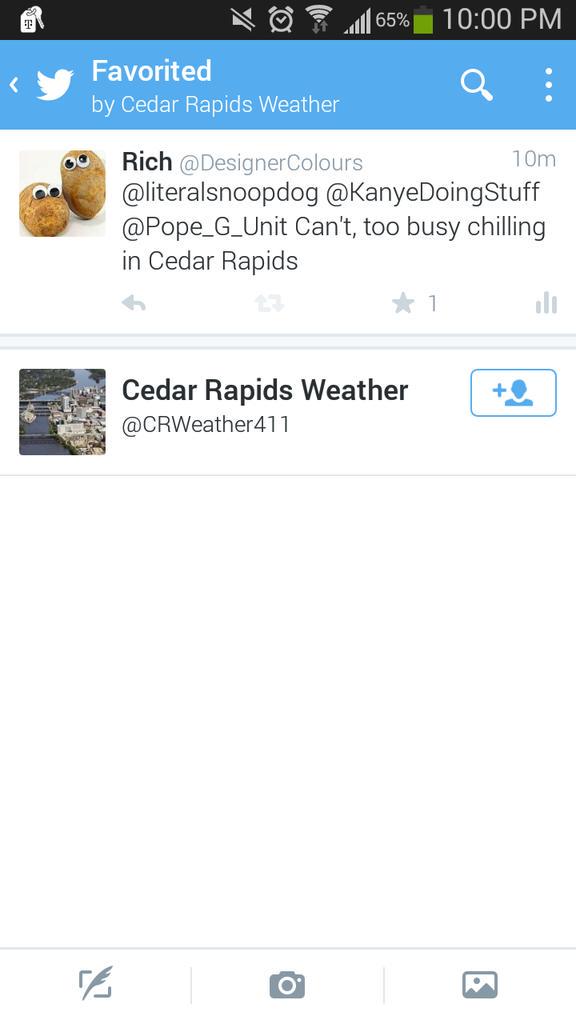 65% 10:00 PM
Favorited
by Cedar Rapids Weather
Rich @DesignerColours 10m
@literalsnoopdog @KanyeDoingStuff
@Pope_G_Unit Can't, too busy chilling
in Cedar Rapids
1
Cedar Rapids Weather
@CRWeather411